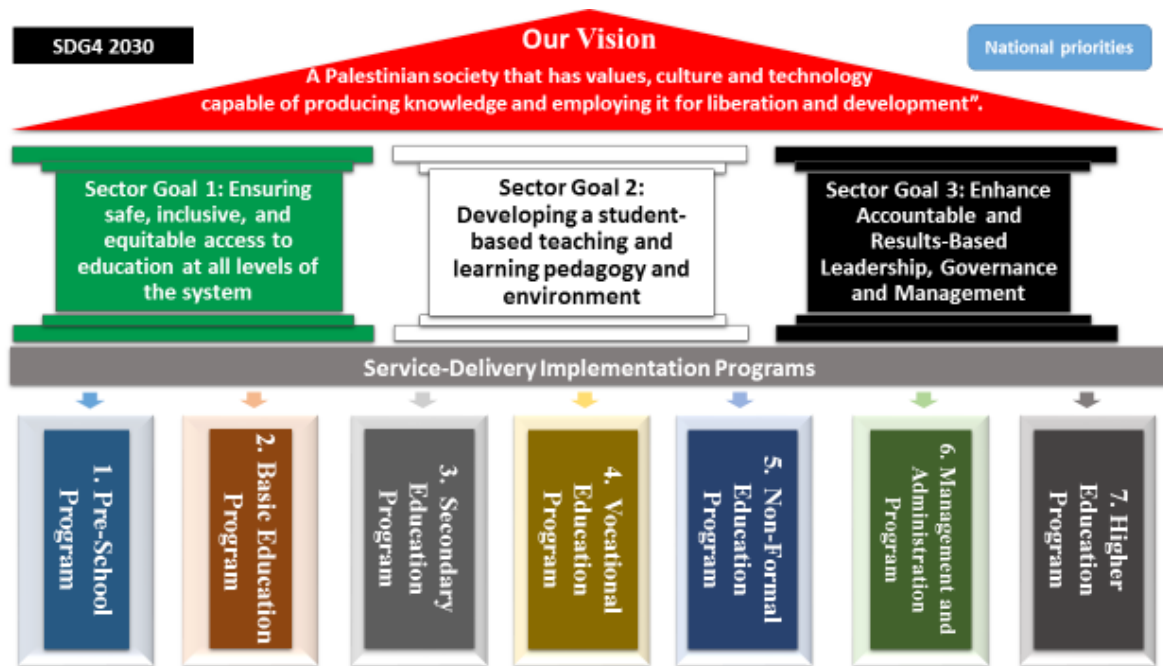 SDG4 2030
Our Vision
National priorities
A Palestinian society that has values, culture and technology
capable of producing knowledge and employing it for liberation and development”.
Sector Goal 1: Ensuring
safe, inclusive, and
equitable access to
education at all levels of
the system
Sector Goal 2:
Developing a student-
based teaching and
learning pedagogy and
environment
Sector Goal 3: Enhance
Accountable and
Results-Based
Leadership, Governance
and Management
Service-Delivery Implementation Programs
1. Pre-School
Program
2. Basic Education
Program
3. Secondary
Education
Program
4. Vocational
Education
Program
5. Non-Formal
Education
Program
6. Management and
Administration
Program
7. Higher
Education
Program